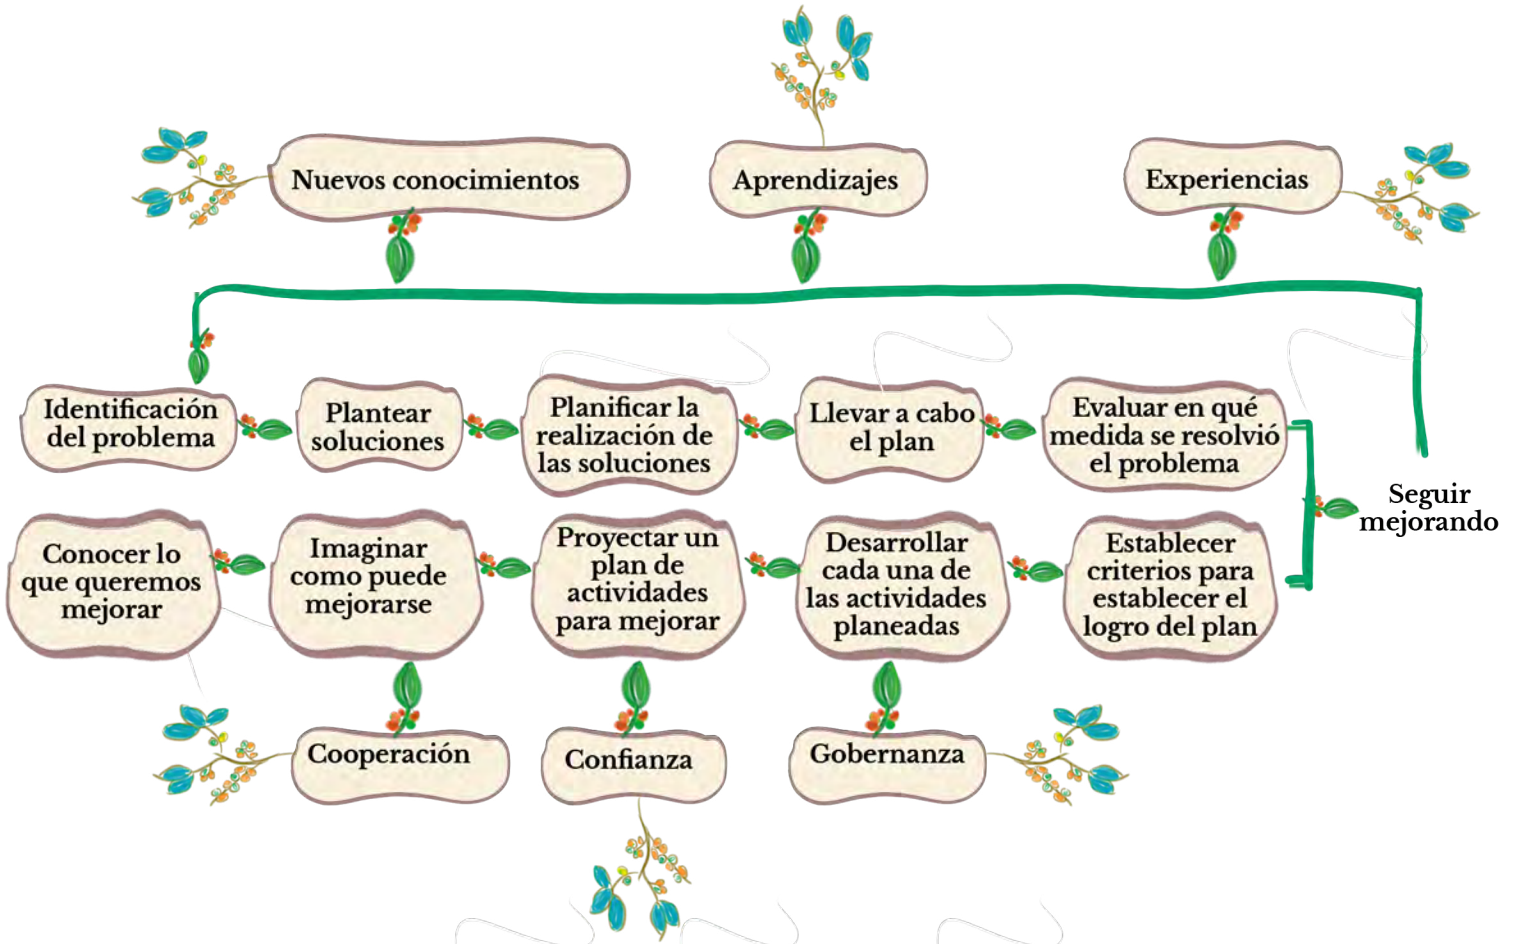 Nuevos conocimientos
Aprendizajes
Experiencias
Identificación
del problema
Plantear
soluciones
Planificar la
realización de
las soluciones
Llevar a cabo
el plan
Evaluar en qué
medida se resolvió
el problema
Seguir
mejorando
Conocer lo
que queremos
mejorar
Imaginar
como puede
mejorarse
Proyectar un
plan de
actividades
para mejorar
Desarrollar
cada una de
las actividades
planeadas
Establecer
criterios para
establecer el
logro del plan
Cooperación
Confianza
Gobernanza